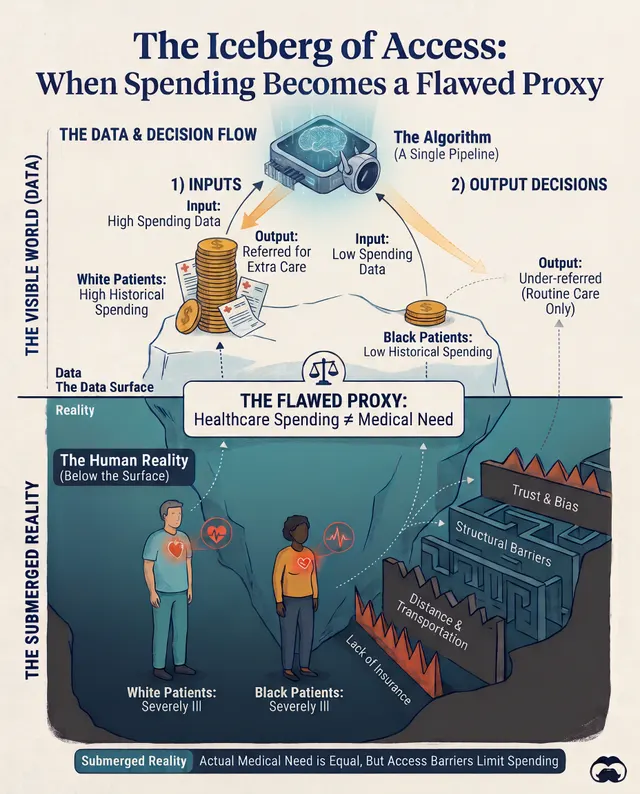 The Iceberg of Access:
When Spending Becomes a Flawed Proxy
THE VISIBLE WORLD (DATA)
THE DATA & DECISION FLOW
The Algorithm
(A Single Pipeline)
1) INPUTS
2) OUTPUT DECISIONS
Input:
High Spending Data
Output:
Referred for
Extra Care
Input:
Low Spending
Data
Output:
Under-referred
(Routine Care
Only)
White Patients:
High Historical
Spending
$
$
$
Black Patients:
Low Historical Spending
Data
The Data Surface
Reality
THE FLAWED PROXY:
Healthcare Spending ≠ Medical Need
THE SUBMERGED REALITY
The Human Reality
(Below the Surface)
Trust & Bias
Structural Barriers
Distance &
Transportation
Lack of Insurance
White Patients:
Severely Ill
Black Patients:
Severely Ill
Submerged Reality Actual Medical Need is Equal, But Access Barriers Limit Spending